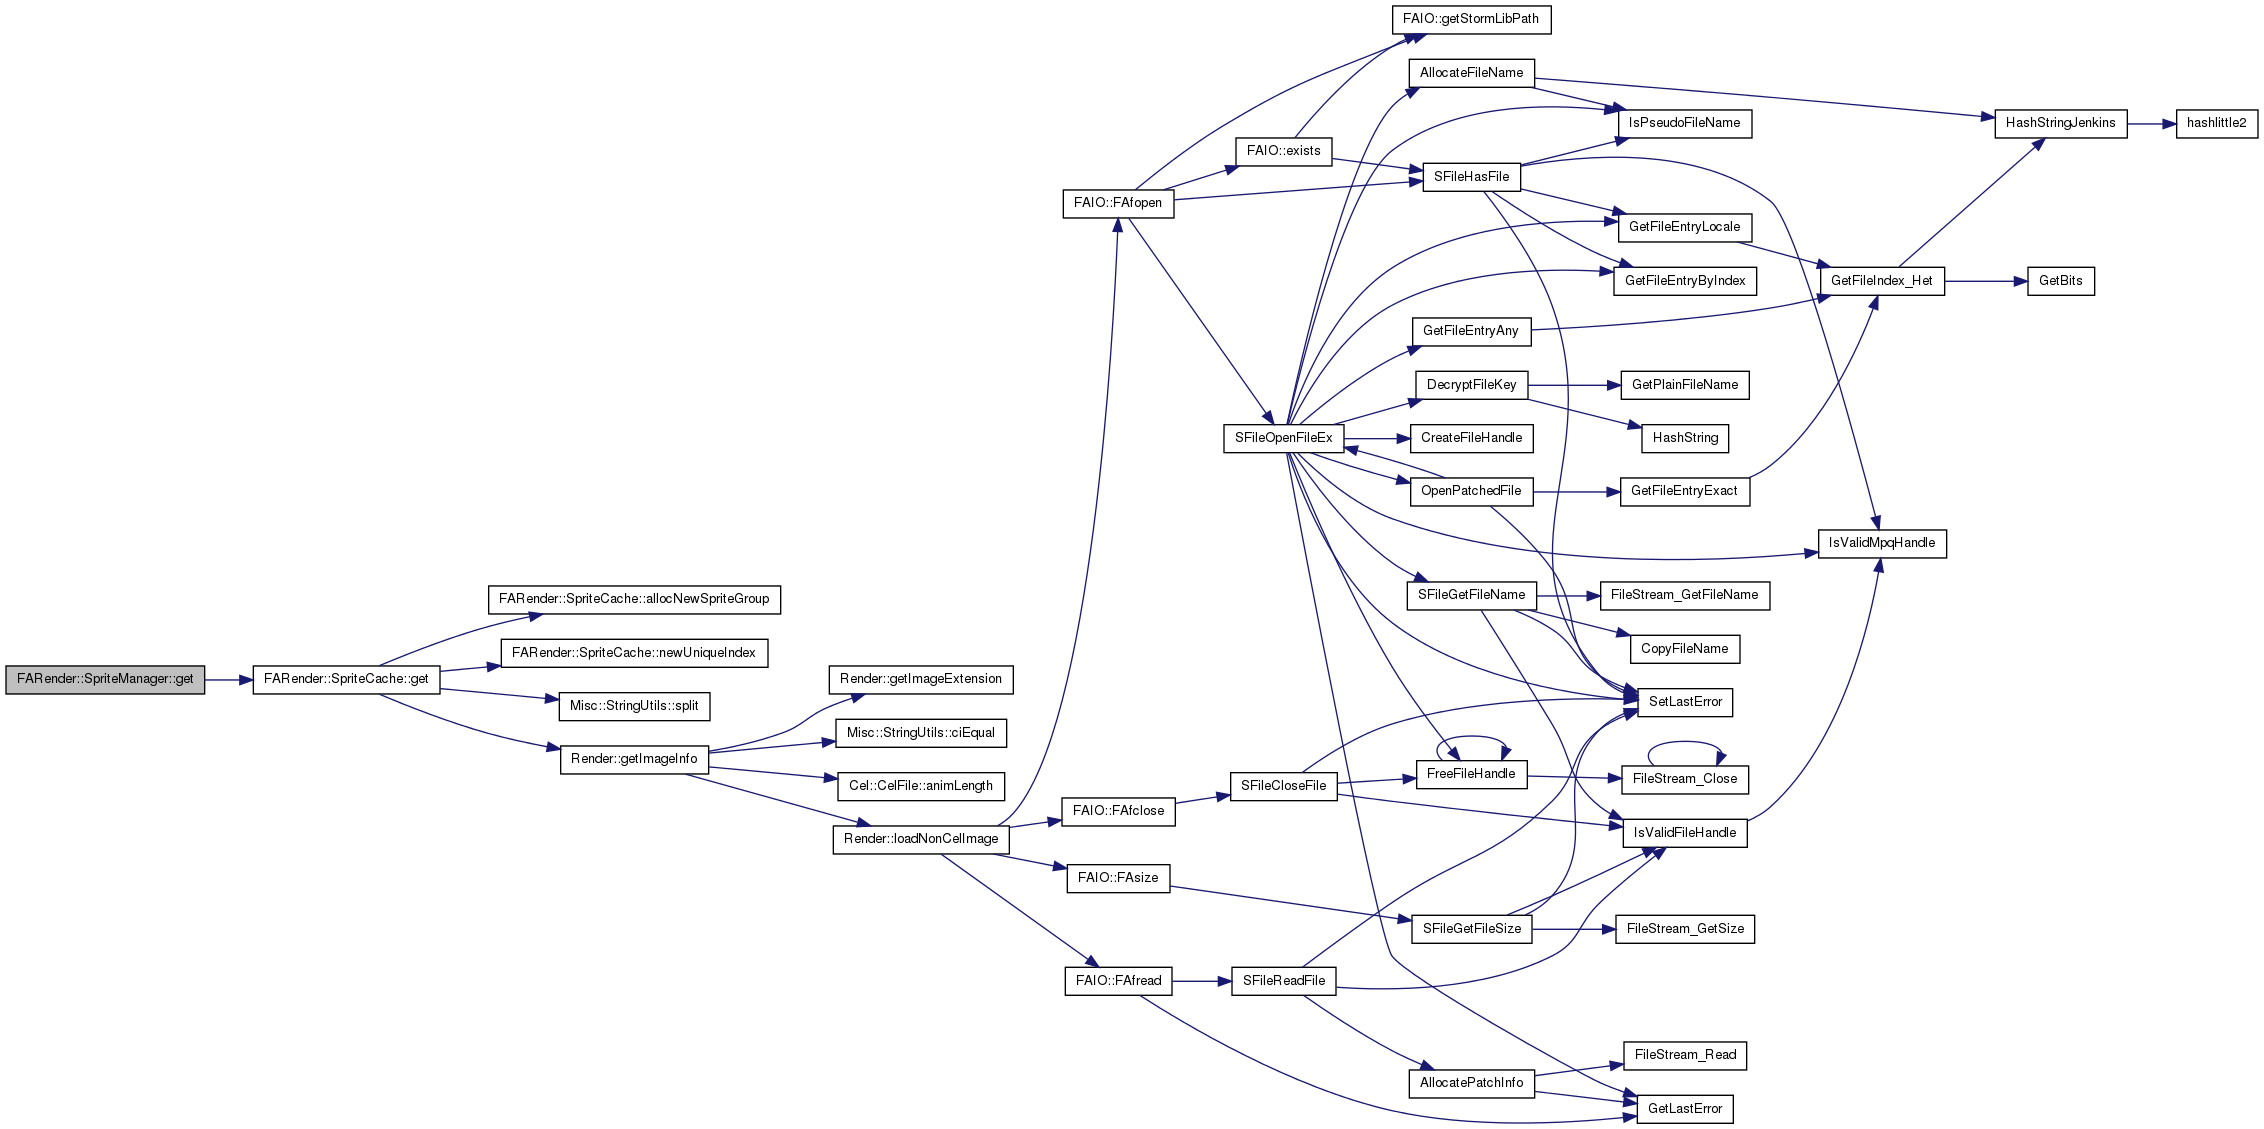 FAIO::getStormLibPath
AllocateFileName
IsPseudoFileName
HashStringJenkins
hashlittle2
FAIO::exists
SFileHasFile
FAIO::FAfopen
GetFileEntryLocale
GetFileEntryByIndex
GetFileIndex_Het
GetBits
GetFileEntryAny
DecryptFileKey
GetPlainFileName
SFileOpenFileEx
CreateFileHandle
HashString
OpenPatchedFile
GetFileEntryExact
IsValidMpqHandle
FARender::SpriteCache::allocNewSpriteGroup
SFileGetFileName
FileStream_GetFileName
FARender::SpriteCache::newUniqueIndex
CopyFileName
FARender::SpriteManager::get
FARender::SpriteCache::get
Render::getImageExtension
Misc::StringUtils::split
SetLastError
Misc::StringUtils::ciEqual
Render::getImageInfo
FreeFileHandle
FileStream_Close
Cel::CelFile::animLength
SFileCloseFile
FAIO::FAfclose
Render::loadNonCelImage
IsValidFileHandle
FAIO::FAsize
SFileGetFileSize
FileStream_GetSize
FAIO::FAfread
SFileReadFile
FileStream_Read
AllocatePatchInfo
GetLastError